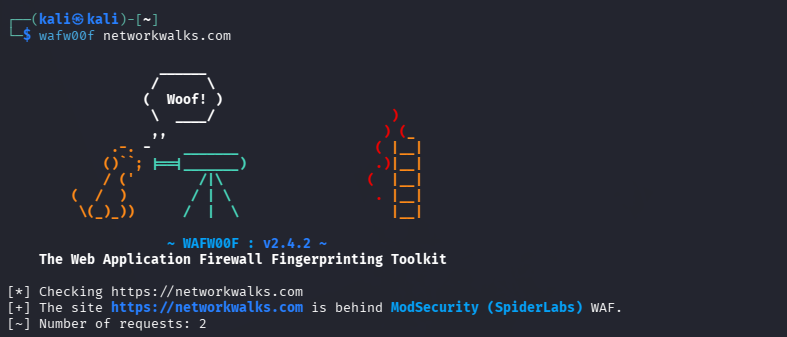 ┌──(kali㉿kali)-[~]
└─$ wafw00f networkwalks.com
Woof!
~ WAFW00F : v2.4.2 ~
The Web Application Firewall Fingerprinting Toolkit
[*] Checking https://networkwalks.com
[+] The site https://networkwalks.com is behind ModSecurity (SpiderLabs) WAF.
[~] Number of requests: 2